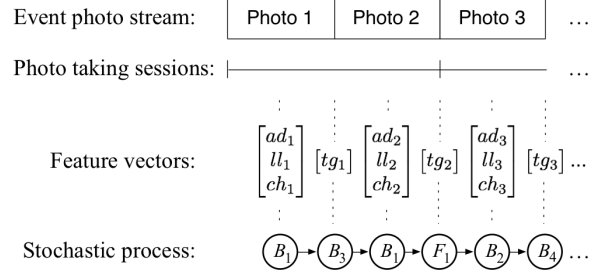 Event photo stream: Photo 1 Photo 2 Photo 3 ...
Photo taking sessions: ...
Feature vectors: [ad₁ ll₁ ch₁] [tg₁] [ad₂ ll₂ ch₂] [tg₂] [ad₃ ll₃ ch₃] [tg₃] ...
Stochastic process: B₁ B₃ B₁ F₁ B₂ B₄ ...